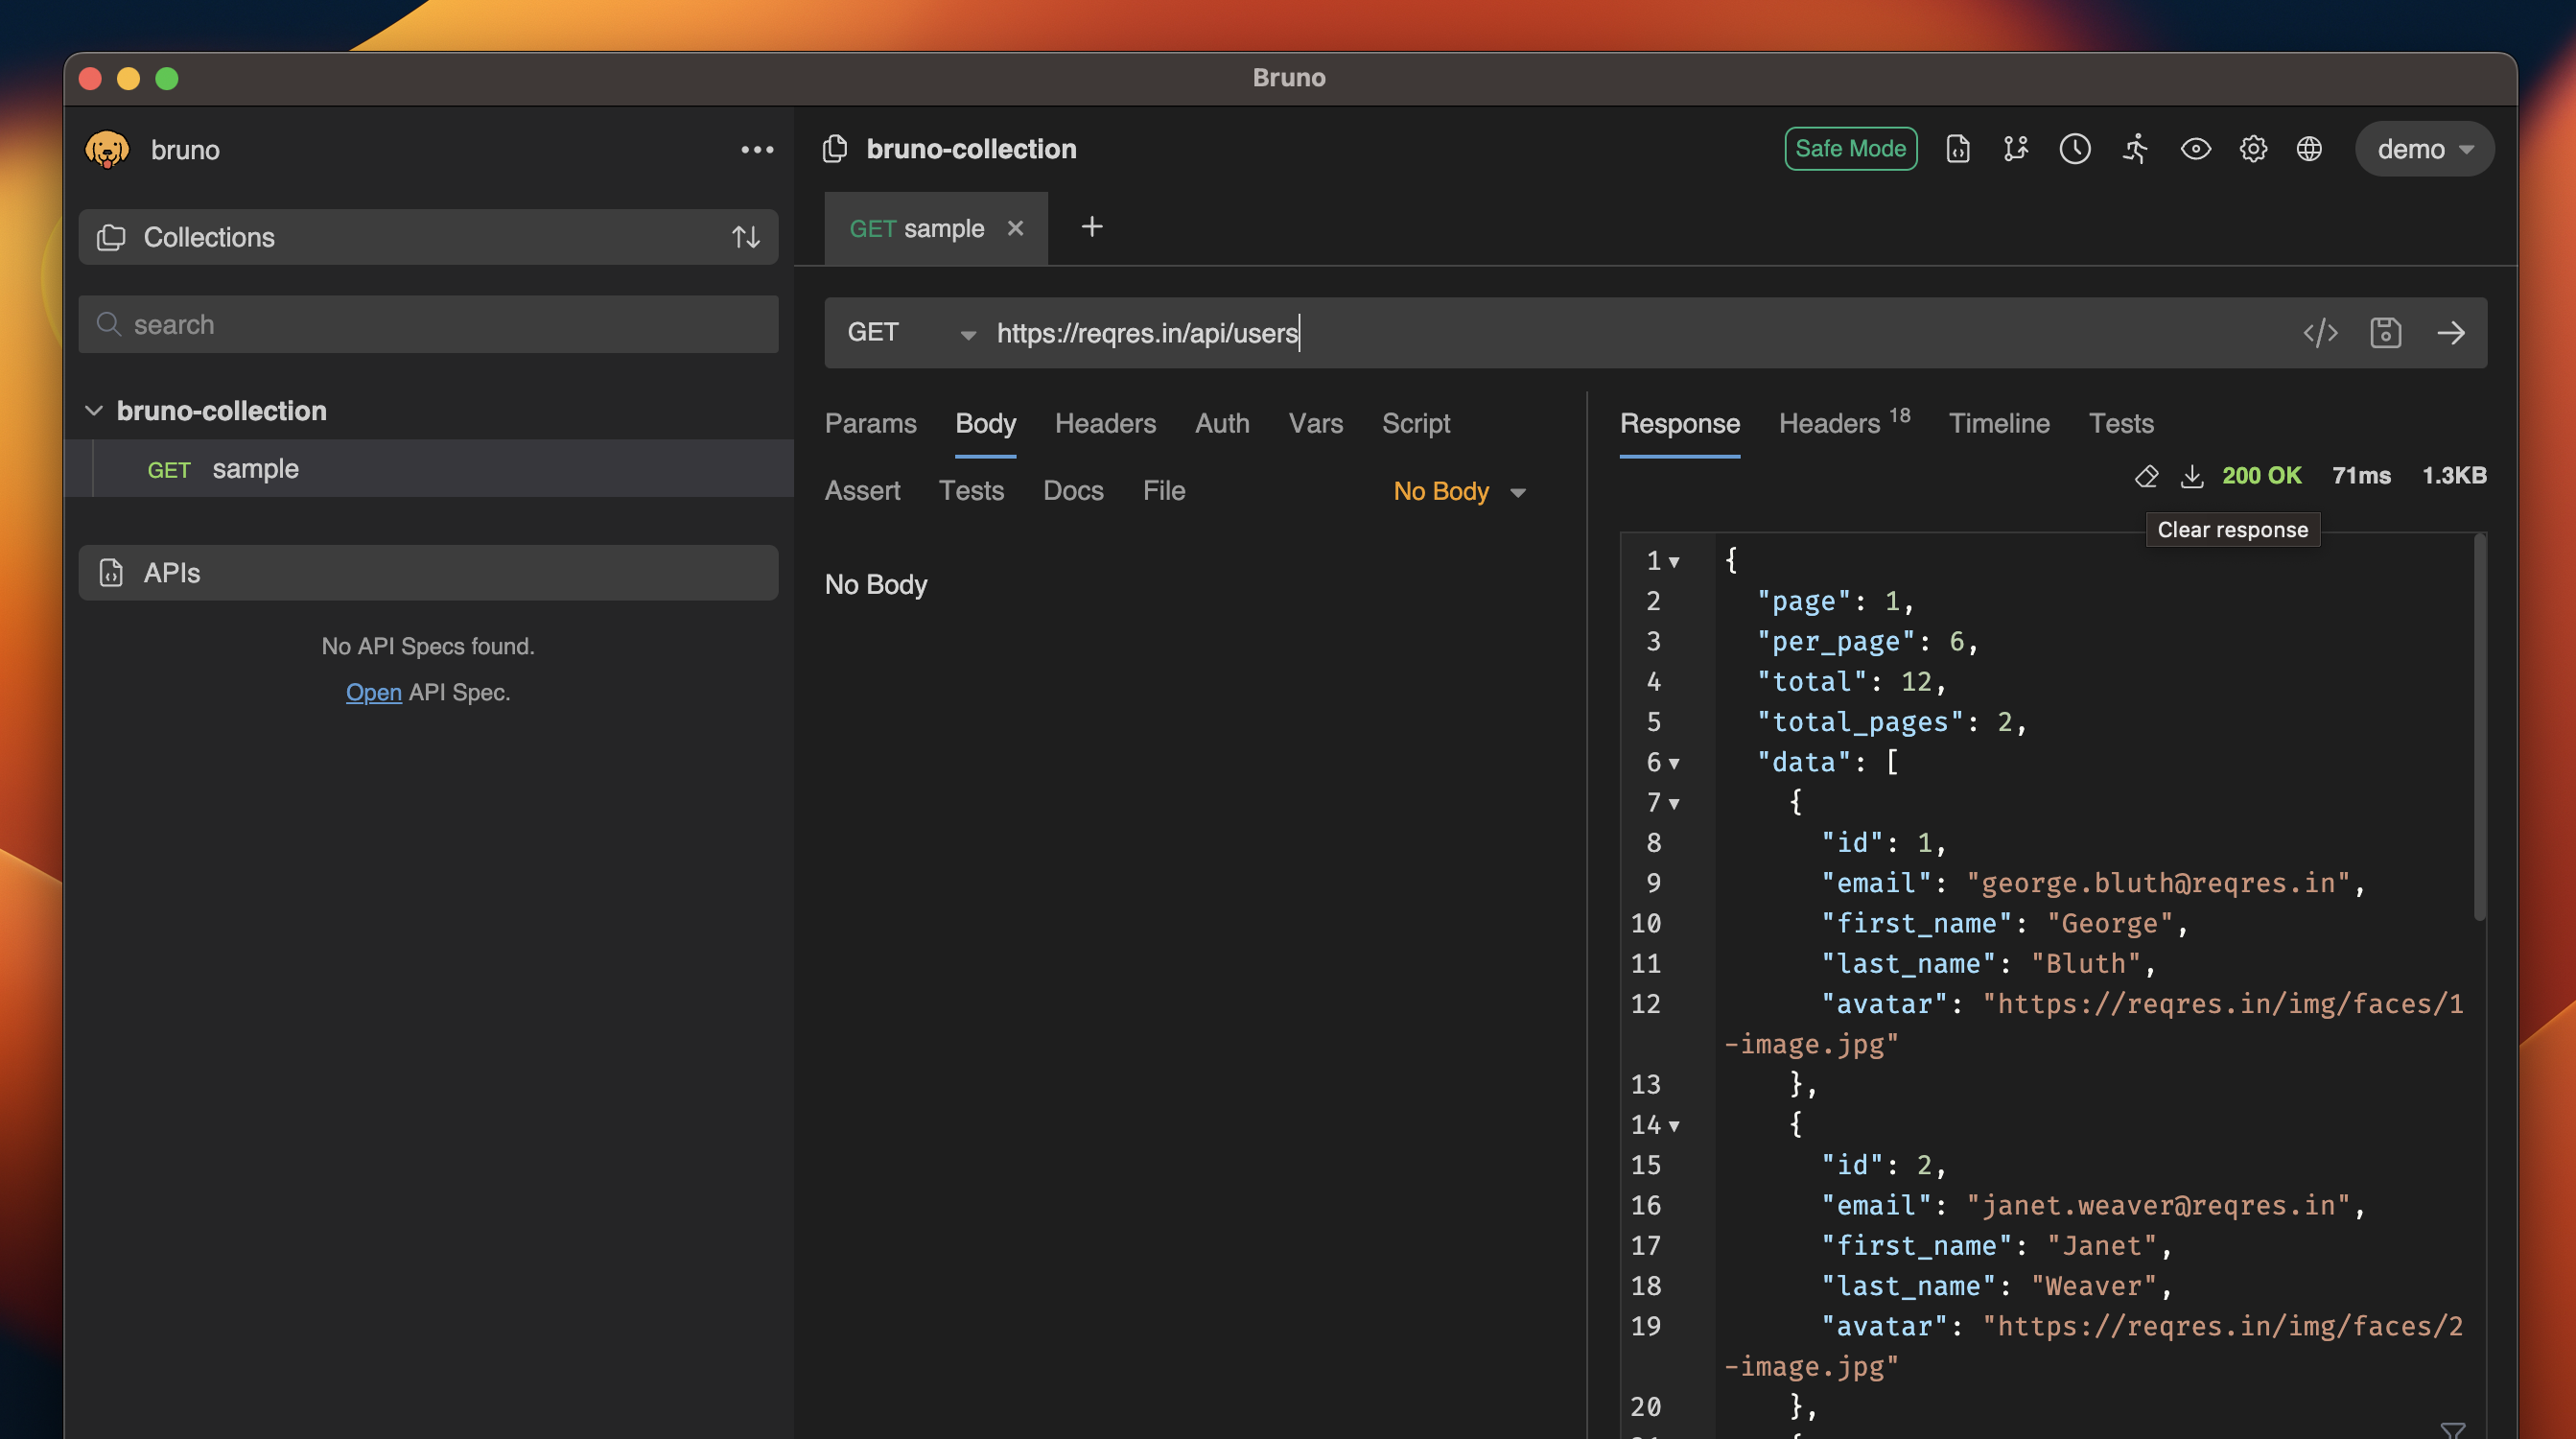 Bruno
bruno
Collections
search
bruno-collection
GET sample
APIs
No API Specs found.
Open API Spec.
bruno-collection
Safe Mode
demo
GET sample
GET https://reqres.in/api/users
Params Body Headers Auth Vars Script
Assert Tests Docs File No Body
No Body
Response Headers 18 Timeline Tests
200 OK 71ms 1.3KB
Clear response
1 {
2 "page": 1,
3 "per_page": 6,
4 "total": 12,
5 "total_pages": 2,
6 "data": [
7 {
8 "id": 1,
9 "email": "george.bluth@reqres.in",
10 "first_name": "George",
11 "last_name": "Bluth",
12 "avatar": "https://reqres.in/img/faces/1
-image.jpg"
13 },
14 {
15 "id": 2,
16 "email": "janet.weaver@reqres.in",
17 "first_name": "Janet",
18 "last_name": "Weaver",
19 "avatar": "https://reqres.in/img/faces/2
-image.jpg"
20 },